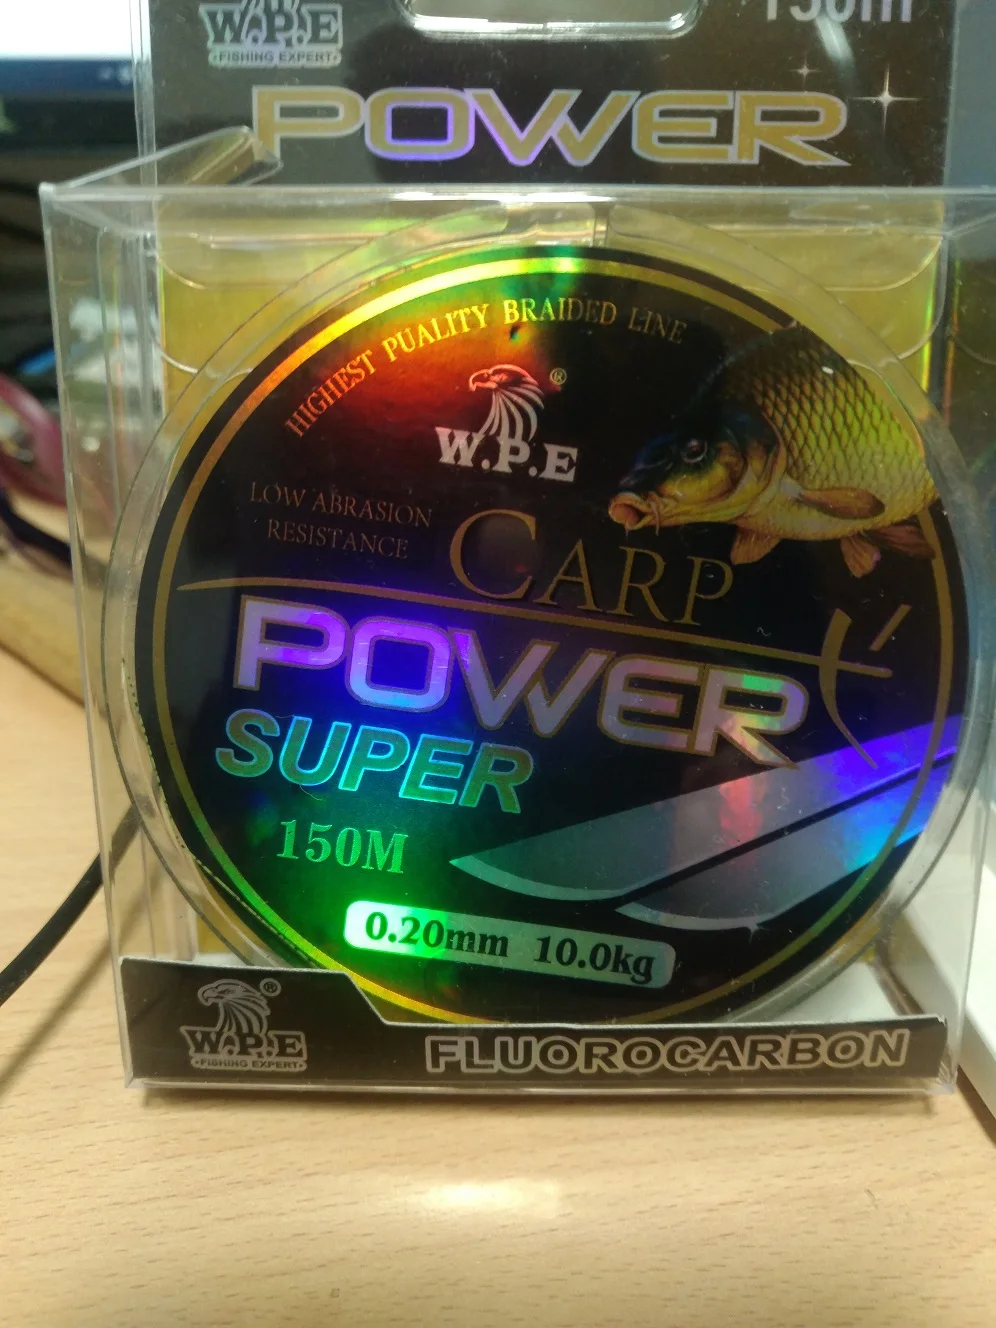 W.P.E
·FISHING EXPERT·
150m
POWER
HIGHEST PUALITY BRAIDED LINE
®
W.P.E
LOW ABRASION
RESISTANCE
CARP
POWER
SUPER
150M
0.20mm 10.0kg
®
W.P.E
·FISHING EXPERT·
FLUOROCARBON